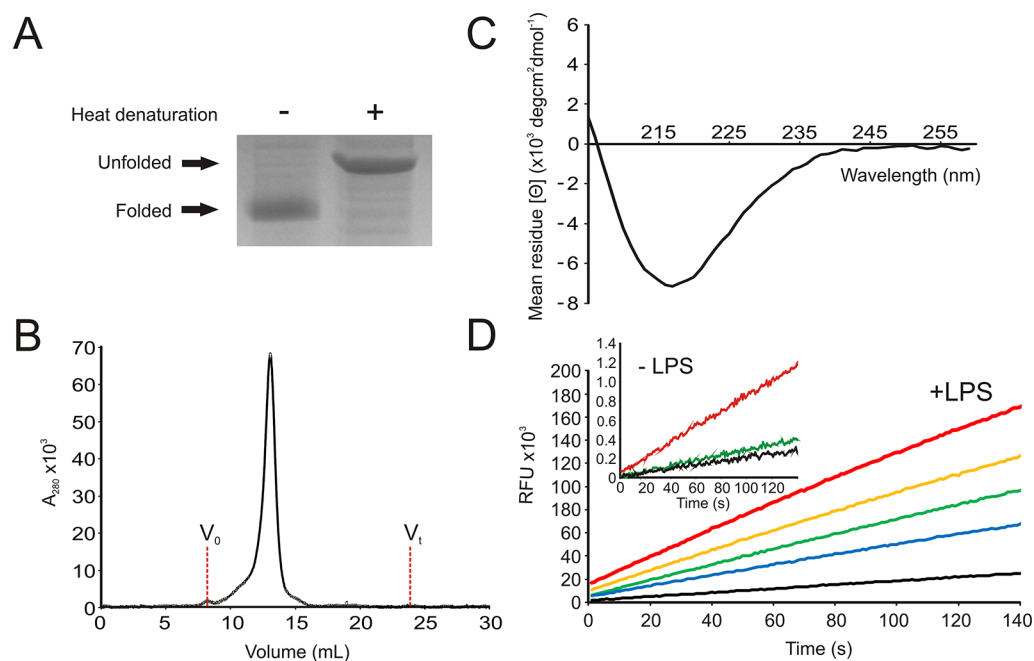 A
Heat denaturation - +
Unfolded
Folded
B
70
60
50
40
30
20
10
0
A280 x10³
V0
Vt
0 5 10 15 20 25 30
Volume (mL)
C
6
4
2
0
-2
-4
-6
-8
Mean residue [Θ] (x10³ degcm²dmol⁻¹)
215 225 235 245 255
Wavelength (nm)
D
200
180
160
140
120
100
80
60
40
20
0
RFU x10³
+LPS
0 20 40 60 80 100 120 140
Time (s)
- LPS
1.4
1.2
1.0
0.8
0.6
0.4
0.2
0
0 20 40 60 80 100 120
Time (s)